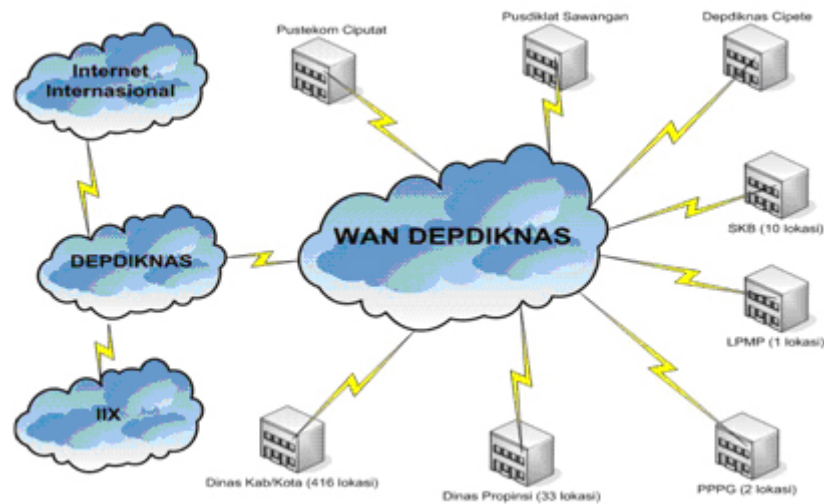 Pustekom Ciputat
Pusdiklat Sawangan
Depdiknas Cipete
Internet
Internasional
SKB (10 lokasi)
WAN DEPDIKNAS
DEPDIKNAS
LPMP (1 lokasi)
IIX
Dinas Kab/Kota (416 lokasi)
Dinas Propinsi (33 lokasi)
PPPG (2 lokasi)